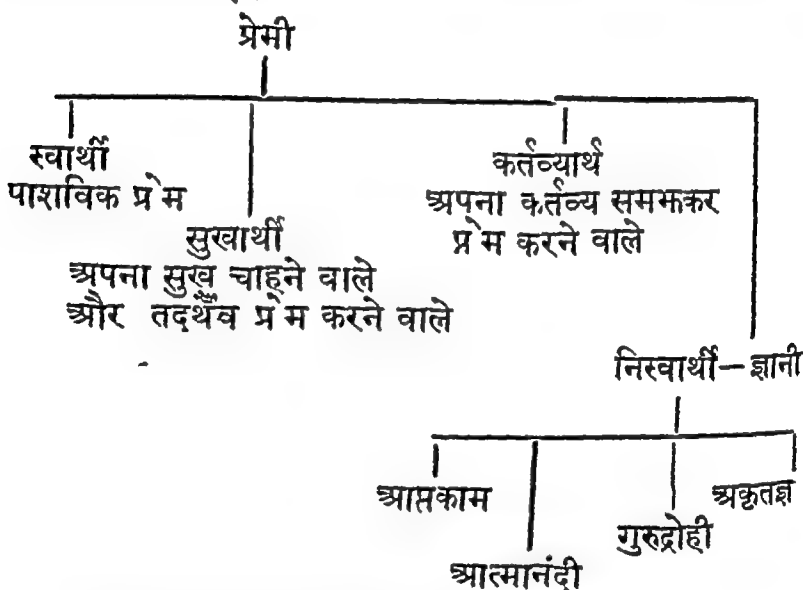 प्रेमी
स्वार्थी
पाशविक प्रेम
सुखार्थी
अपना सुख चाहने वाले
और तदर्थैव प्रेम करने वाले
कर्तव्यार्थ
अपना कर्तव्य समझकर
प्रेम करने वाले
निस्वार्थी—ज्ञानी
आप्तकाम
आत्मानंदी
गुरुद्रोही
अकृतज्ञ